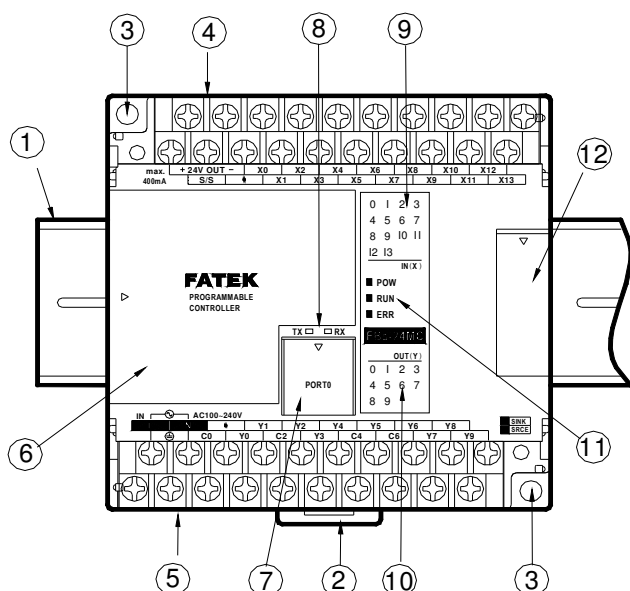 3 4 8 9
1 12
max. + 24V OUT − X0 X2 X4 X6 X8 X10 X12
400mA S/S X1 X3 X5 X7 X9 X11 X13
0 1 2 3
4 5 6 7
8 9 10 11
12 13
IN(X)
FATEK
PROGRAMMABLE
CONTROLLER
POW
RUN
ERR
TX RX
OUT(Y)
0 1 2 3
4 5 6 7
8 9
PORT0
IN AC100~240V Y1 Y2 Y4 Y5 Y6 Y8
C0 Y0 C2 Y3 C4 C6 Y7 Y9
SINK
SRCE
6 11
5 7 2 10 3